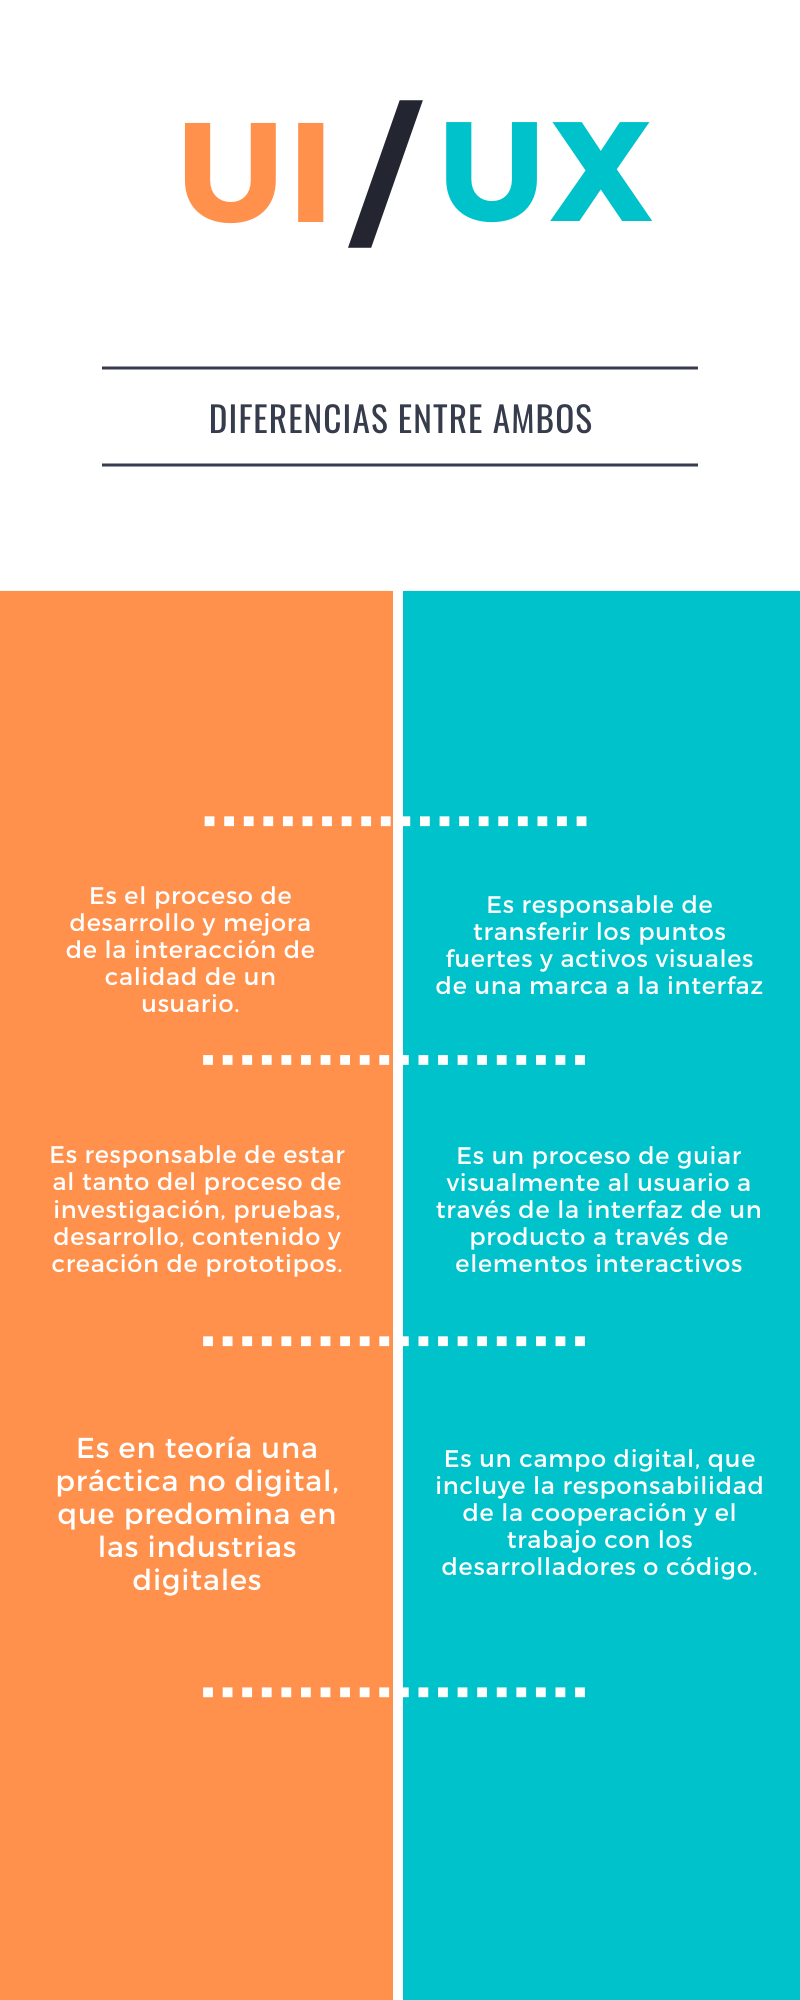 UI/UX
DIFERENCIAS ENTRE AMBOS
Es el proceso de
desarrollo y mejora
de la interacción de
calidad de un
usuario.
Es responsable de
transferir los puntos
fuertes y activos visuales
de una marca a la interfaz
Es responsable de estar
al tanto del proceso de
investigación, pruebas,
desarrollo, contenido y
creación de prototipos.
Es un proceso de guiar
visualmente al usuario a
través de la interfaz de un
producto a través de
elementos interactivos
Es en teoría una
práctica no digital,
que predomina en
las industrias
digitales
Es un campo digital, que
incluye la responsabilidad
de la cooperación y el
trabajo con los
desarrolladores o código.